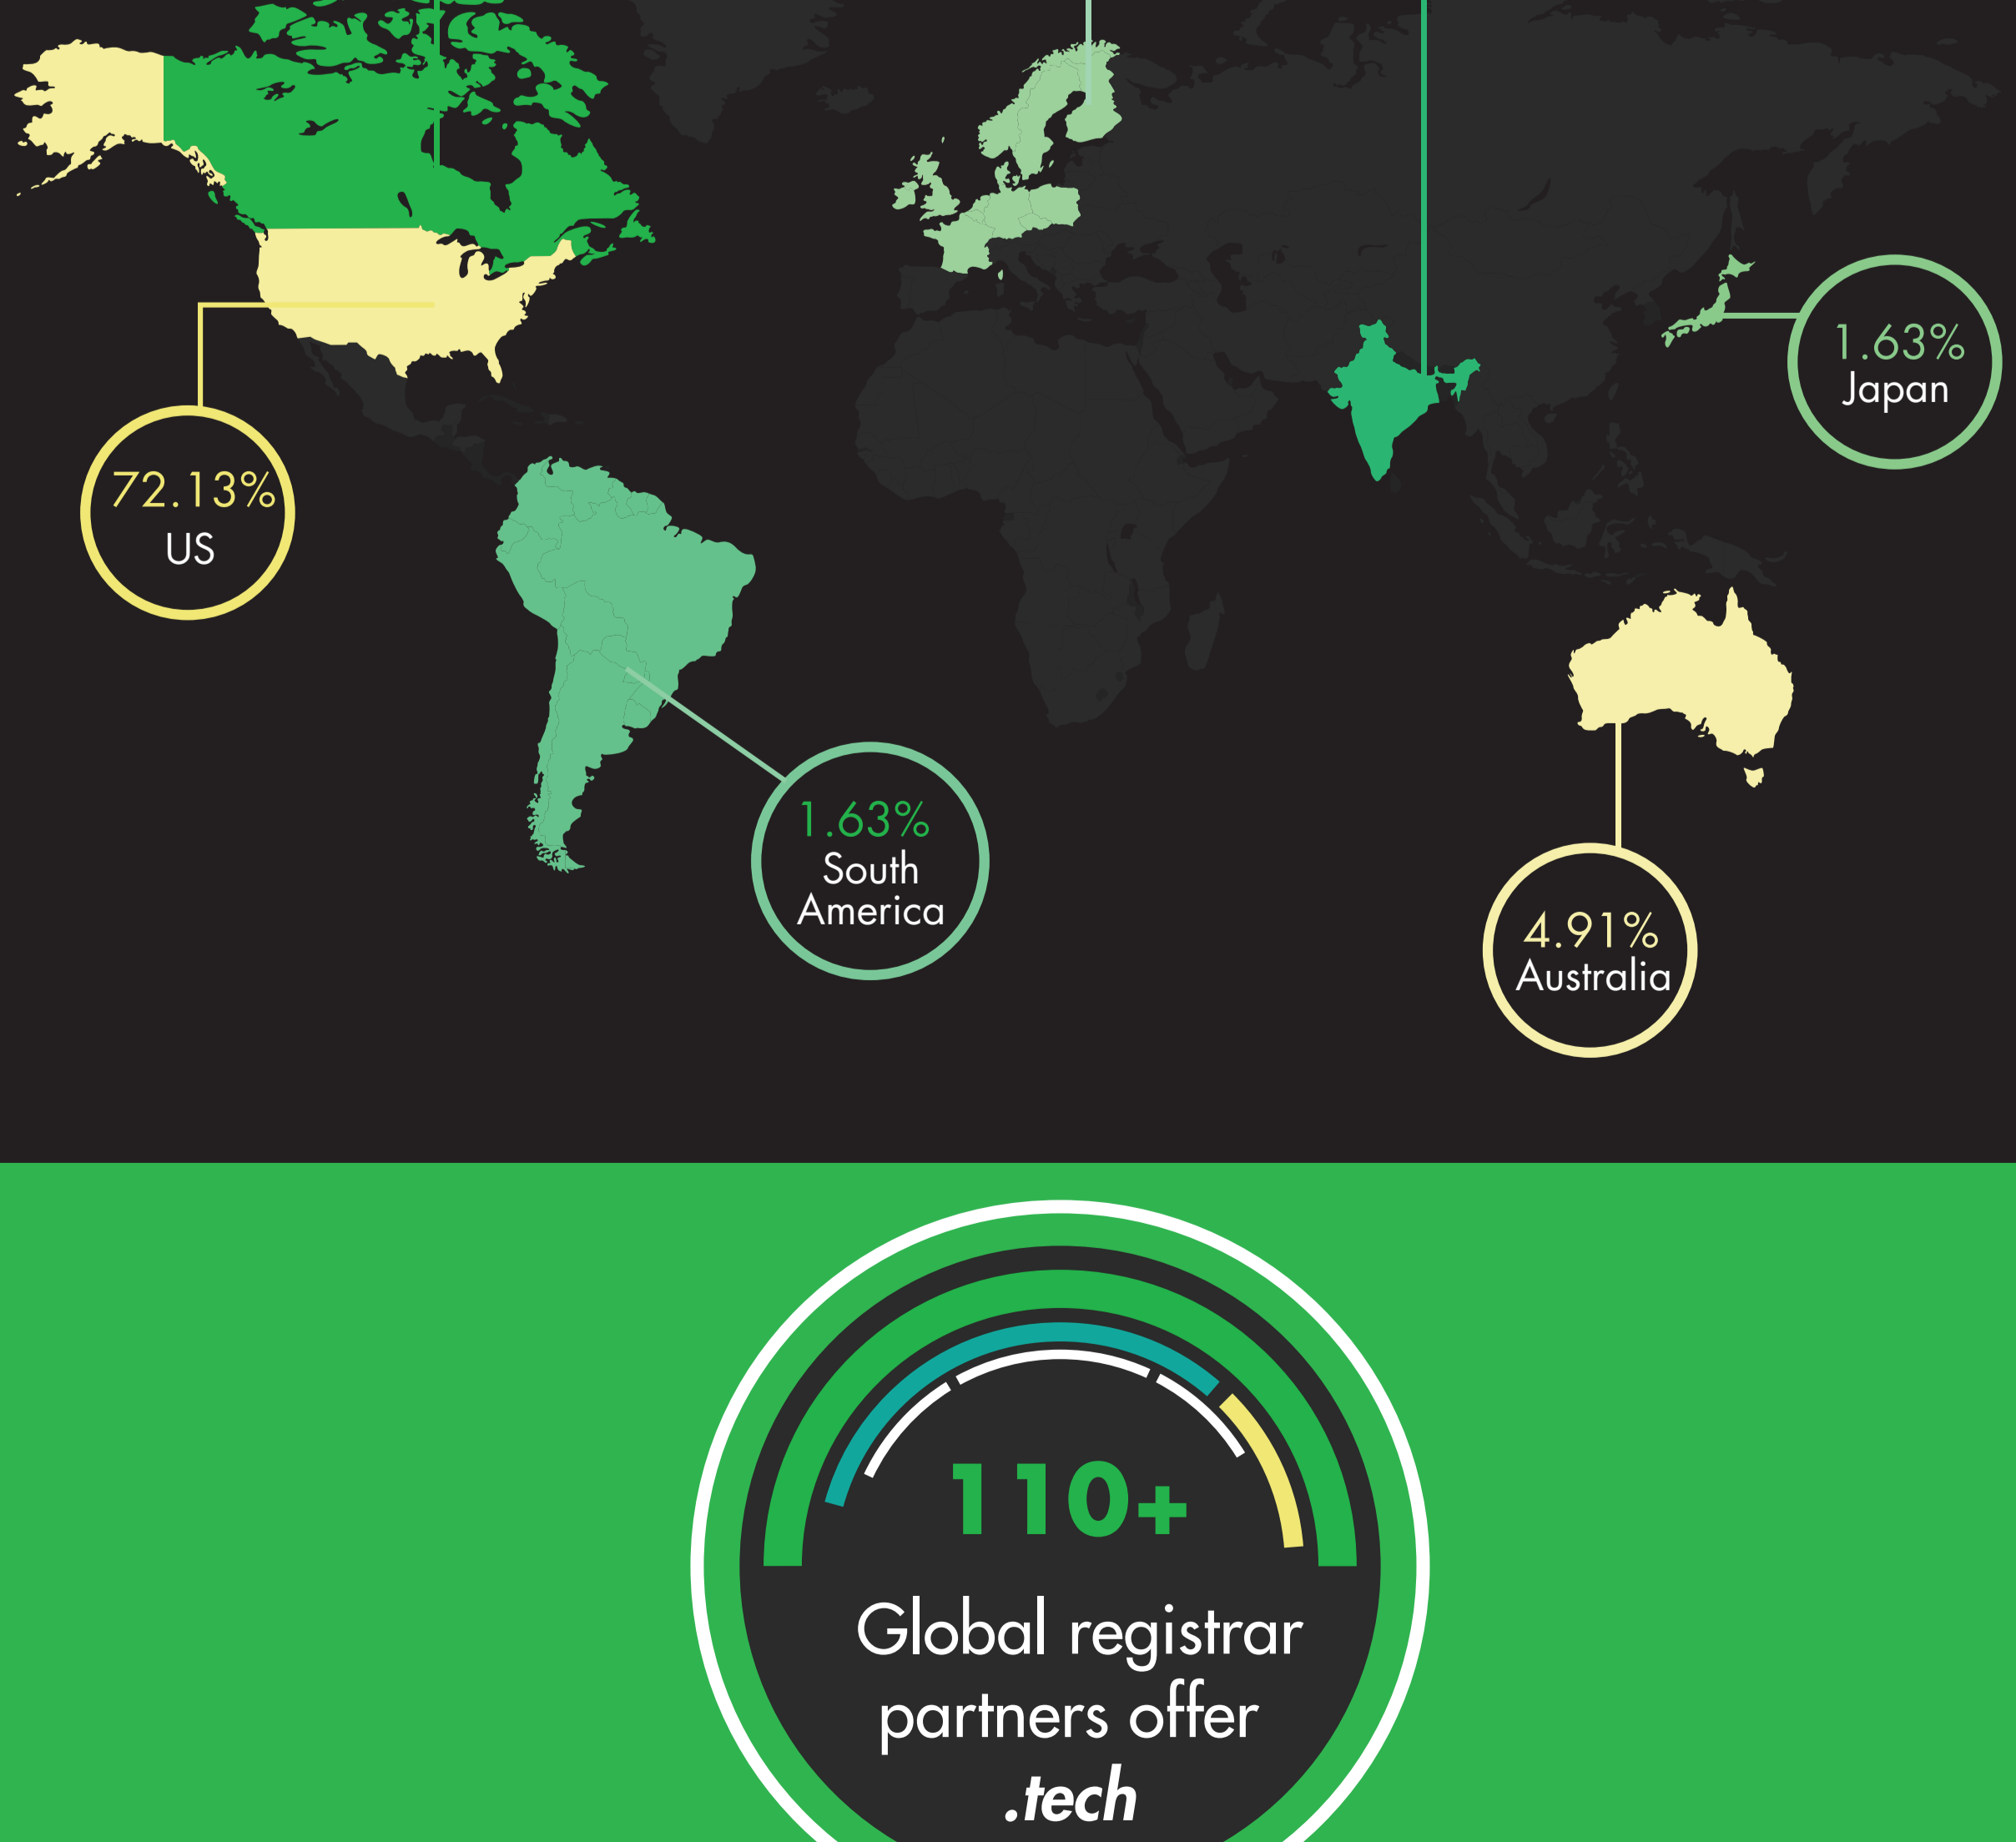 1.63%
Japan
72.13%
US
1.63%
South
America
4.91%
Australia
110+
Global registrar
partners offer
.tech